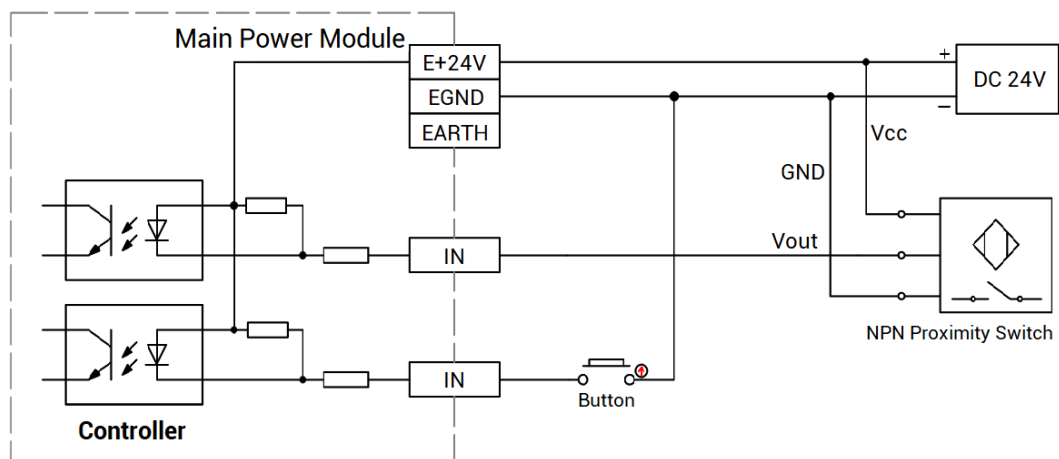 Main Power Module
E+24V
EGND
EARTH
+
DC 24V
−
Vcc
GND
Vout
IN
NPN Proximity Switch
IN
Button
Controller